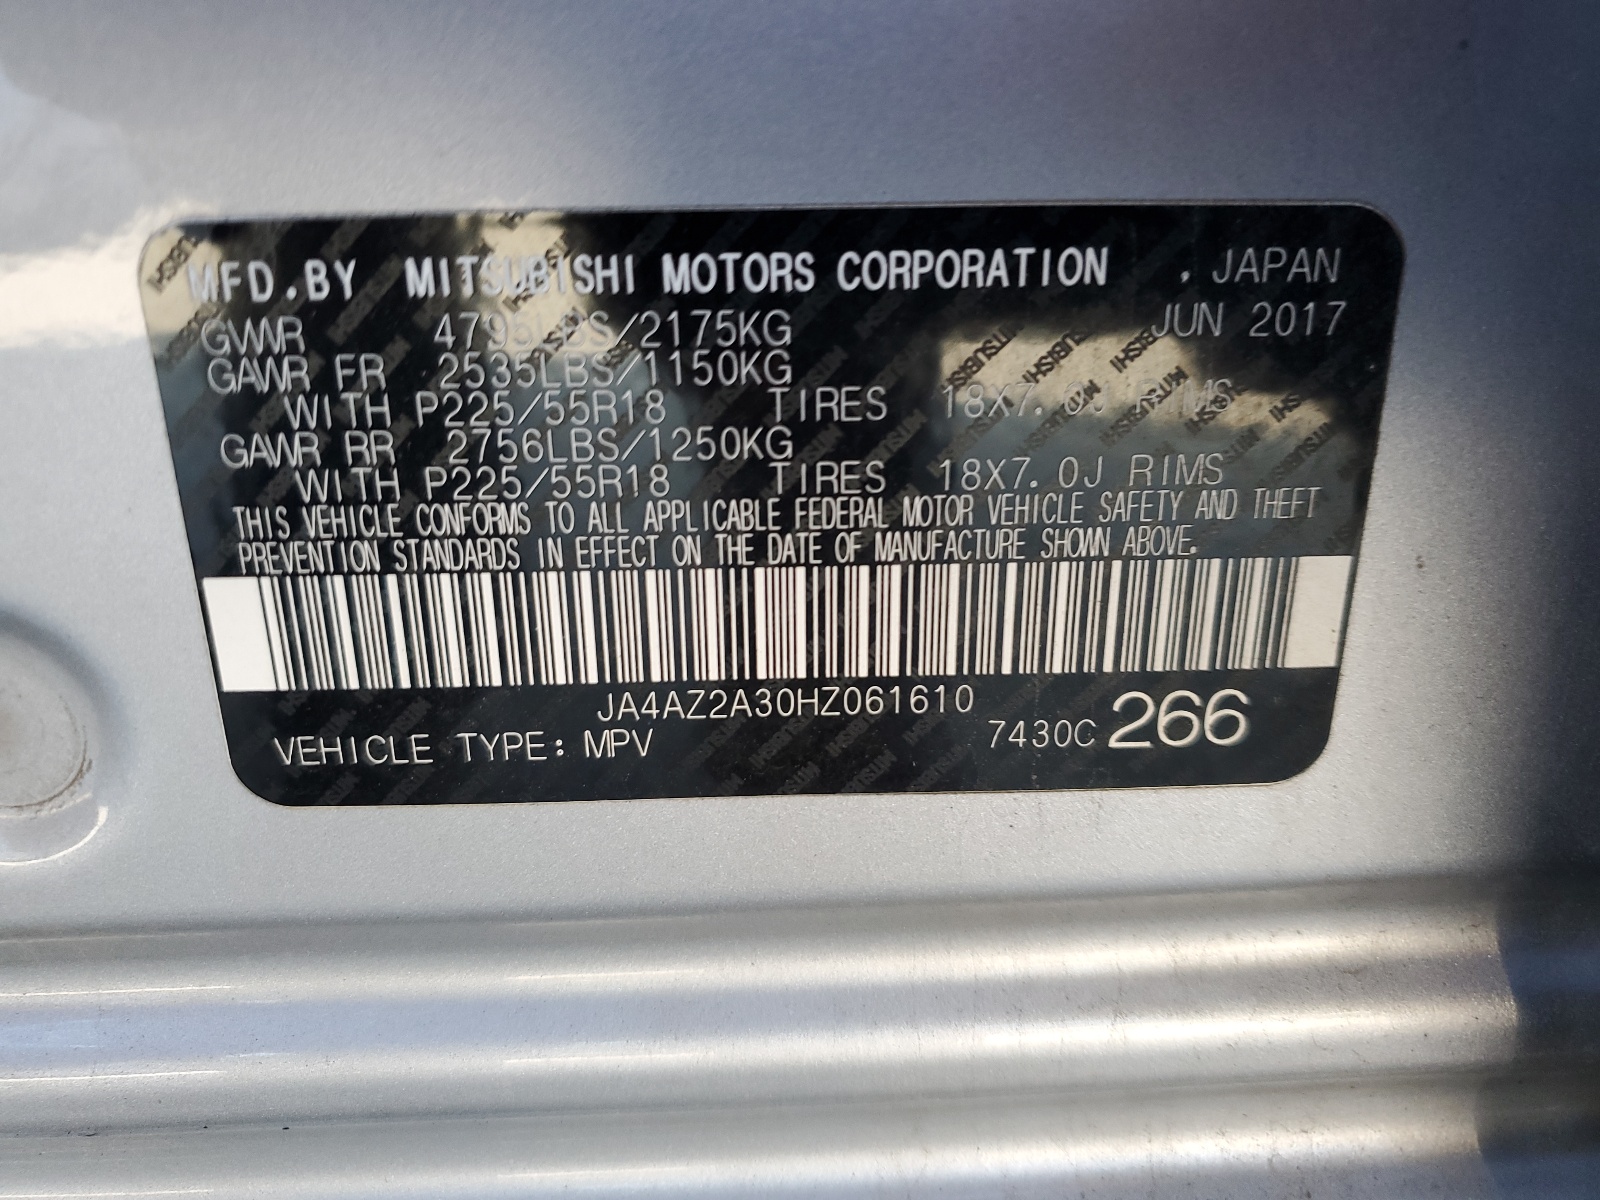 MFD.BY MITSUBISHI MOTORS CORPORATION , JAPAN
GVWR 4795LBS/2175KG JUN 2017
GAWR FR 2535LBS/1150KG
WITH P225/55R18 TIRES 18X7.0J RIMS
GAWR RR 2756LBS/1250KG
WITH P225/55R18 TIRES 18X7.0J RIMS
THIS VEHICLE CONFORMS TO ALL APPLICABLE FEDERAL MOTOR VEHICLE SAFETY AND THEFT
PREVENTION STANDARDS IN EFFECT ON THE DATE OF MANUFACTURE SHOWN ABOVE.
JA4AZ2A30HZ061610
VEHICLE TYPE: MPV 7430C 266